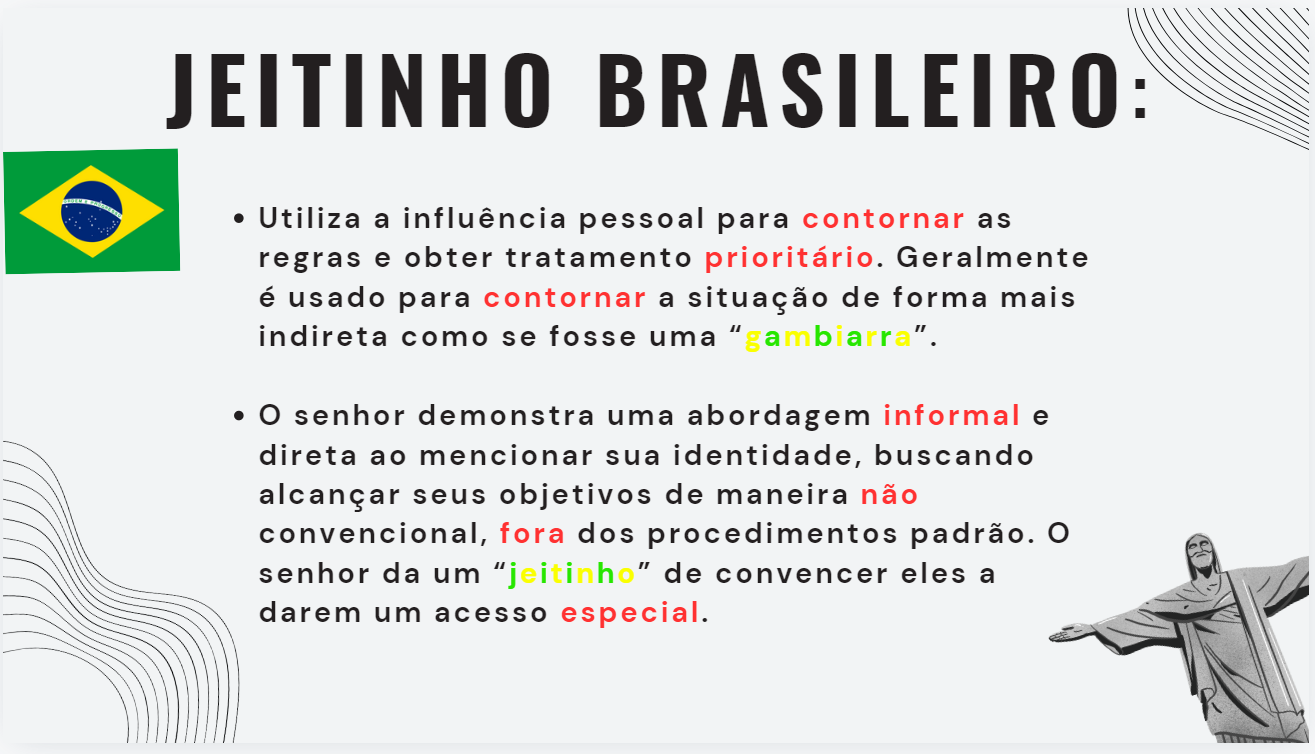 JEITINHO BRASILEIRO:
• Utiliza a influência pessoal para contornar as
regras e obter tratamento prioritário. Geralmente
é usado para contornar a situação de forma mais
indireta como se fosse uma “gambiarra”.
• O senhor demonstra uma abordagem informal e
direta ao mencionar sua identidade, buscando
alcançar seus objetivos de maneira não
convencional, fora dos procedimentos padrão. O
senhor da um “jeitinho” de convencer eles a
darem um acesso especial.